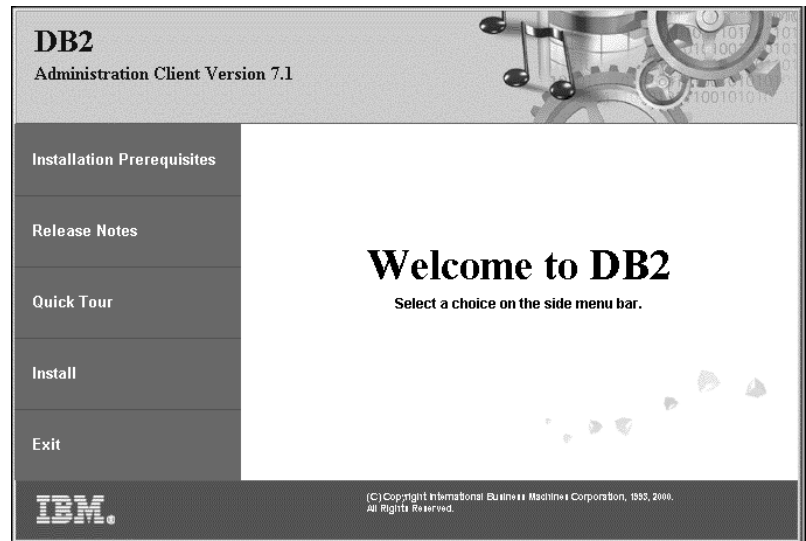 DB2
Administration Client Version 7.1
Installation Prerequisites
Release Notes
Quick Tour
Install
Exit
Welcome to DB2
Select a choice on the side menu bar.
IBM®
(C) Copyright International Business Machines Corporation, 1993, 2000.
All Rights Reserved.